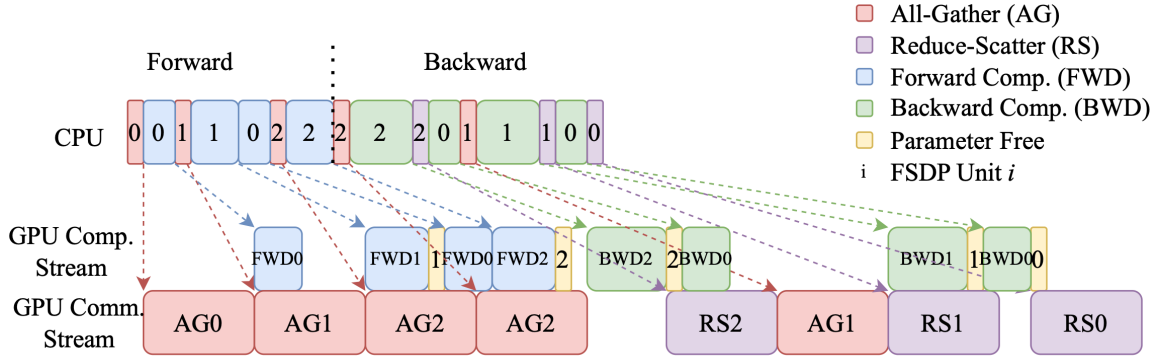 All-Gather (AG)
Reduce-Scatter (RS)
Forward Backward
Forward Comp. (FWD)
Backward Comp. (BWD)
CPU 0 0 1 1 0 2 2 2 2 2 0 1 1 1 0 0
Parameter Free
i FSDP Unit i
GPU Comp.
Stream
FWD0 FWD1 1 FWD0 FWD2 2 BWD2 2 BWD0 BWD1 1 BWD0 0
GPU Comm.
Stream
AG0 AG1 AG2 AG2 RS2 AG1 RS1 RS0